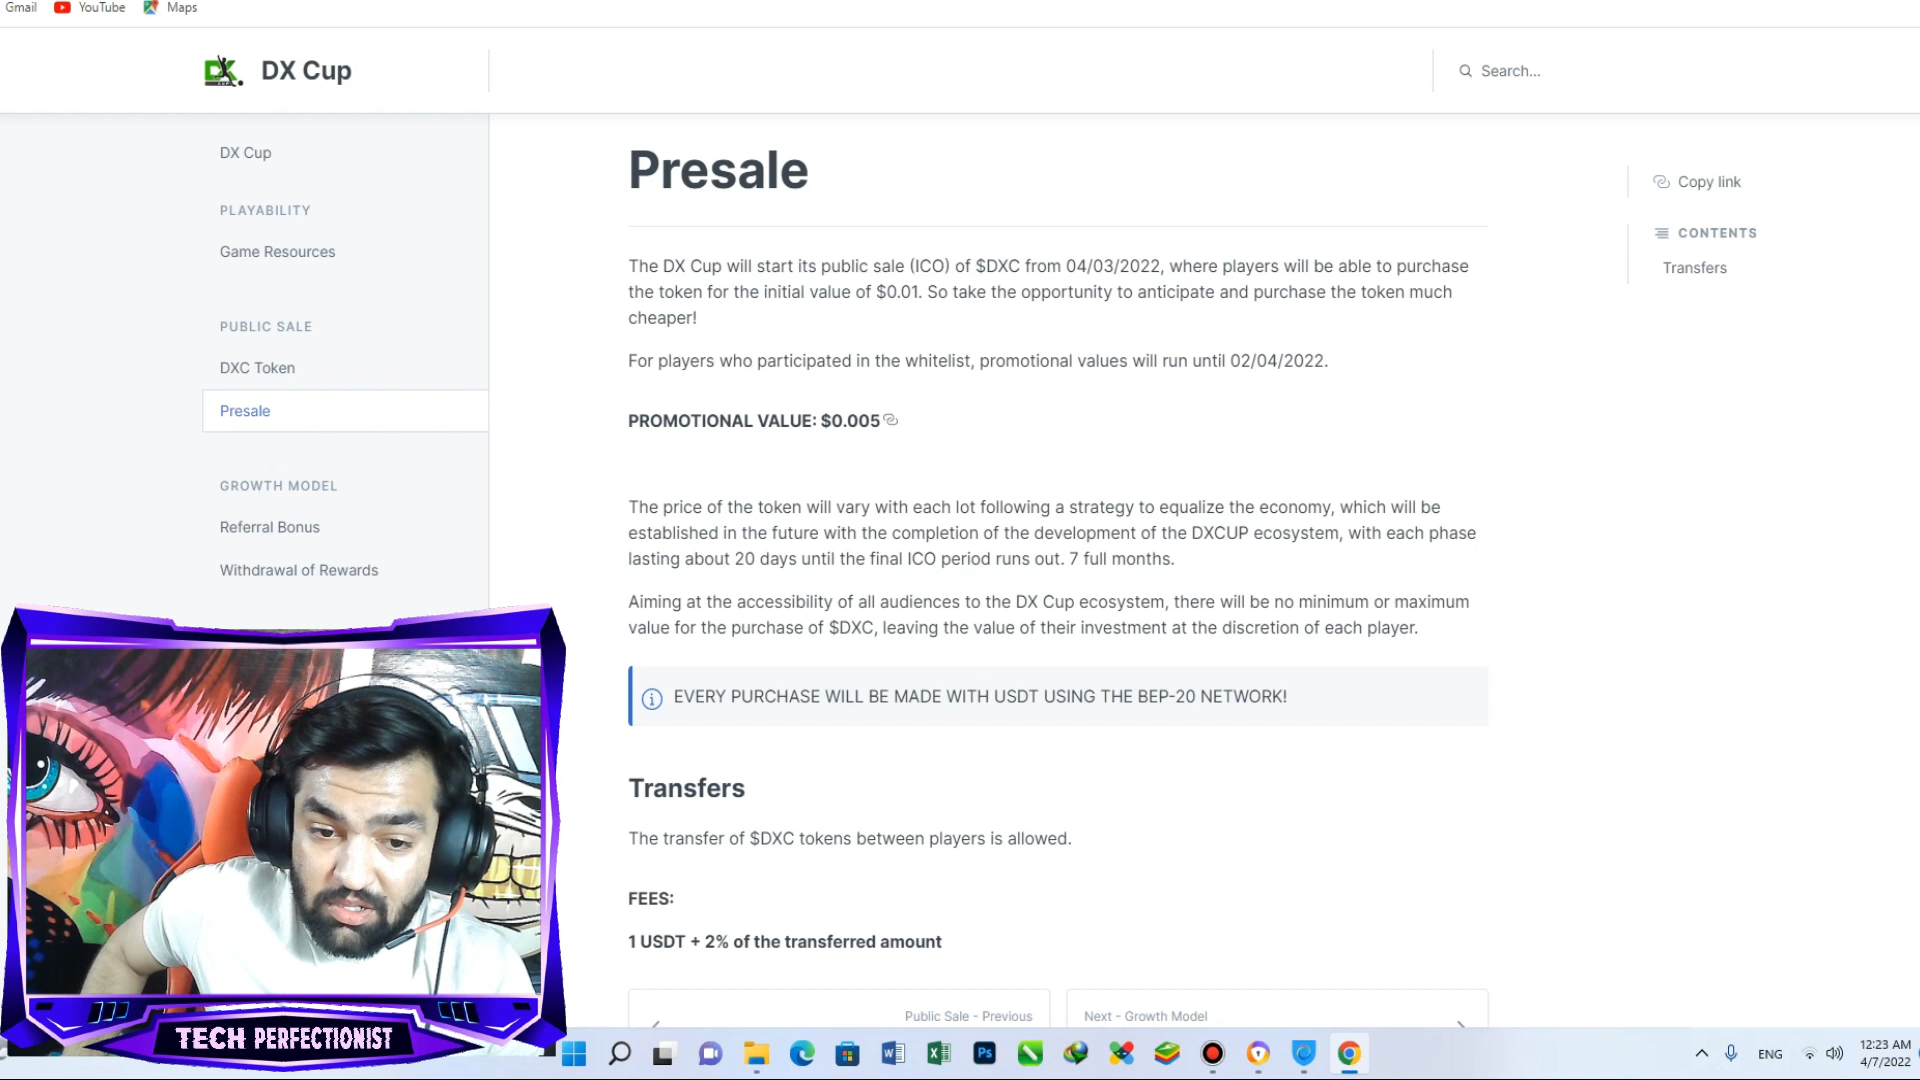 Gmail YouTube Maps
DX CUP
DX Cup
Search...
DX Cup
PLAYABILITY
Game Resources
PUBLIC SALE
DXC Token
Presale
GROWTH MODEL
Referral Bonus
Withdrawal of Rewards
Presale
The DX Cup will start its public sale (ICO) of $DXC from 04/03/2022, where players will be able to purchase
the token for the initial value of $0.01. So take the opportunity to anticipate and purchase the token much
cheaper!
For players who participated in the whitelist, promotional values will run until 02/04/2022.
PROMOTIONAL VALUE: $0.005
The price of the token will vary with each lot following a strategy to equalize the economy, which will be
established in the future with the completion of the development of the DXCUP ecosystem, with each phase
lasting about 20 days until the final ICO period runs out. 7 full months.
Aiming at the accessibility of all audiences to the DX Cup ecosystem, there will be no minimum or maximum
value for the purchase of $DXC, leaving the value of their investment at the discretion of each player.
EVERY PURCHASE WILL BE MADE WITH USDT USING THE BEP-20 NETWORK!
Transfers
The transfer of $DXC tokens between players is allowed.
FEES:
1 USDT + 2% of the transferred amount
Public Sale - Previous
Next - Growth Model
Copy link
CONTENTS
Transfers
TECH PERFECTIONIST
W
X
Ps
ENG
12:23 AM
4/7/2022